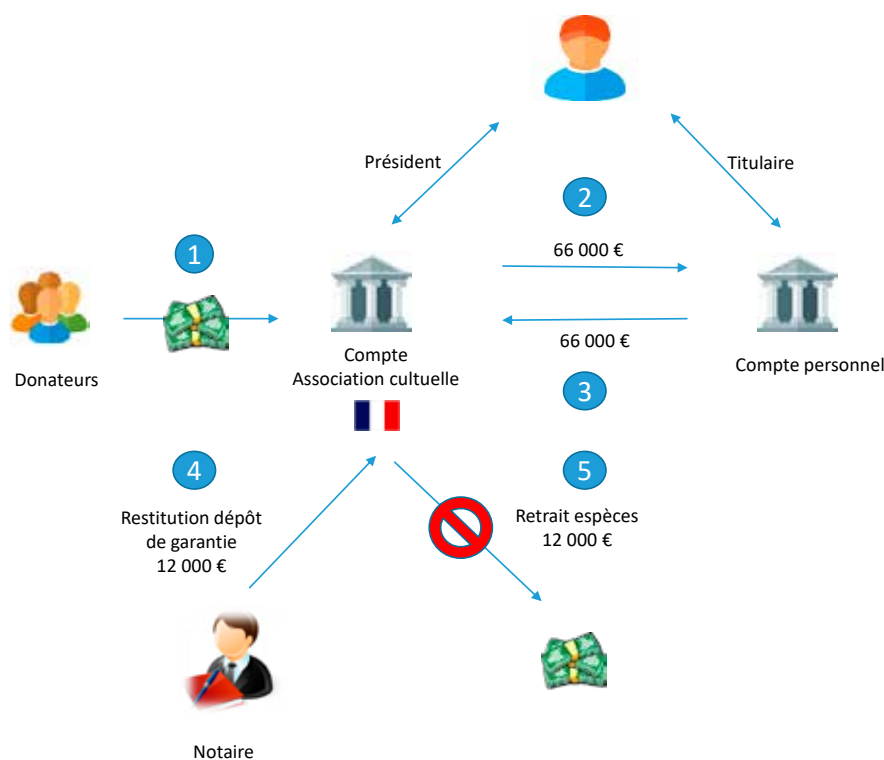 Président
Titulaire
2
1
66 000 €
66 000 €
Donateurs
Compte
Association cultuelle
Compte personnel
3
4
Restitution dépôt
de garantie
12 000 €
5
Retrait espèces
12 000 €
Notaire